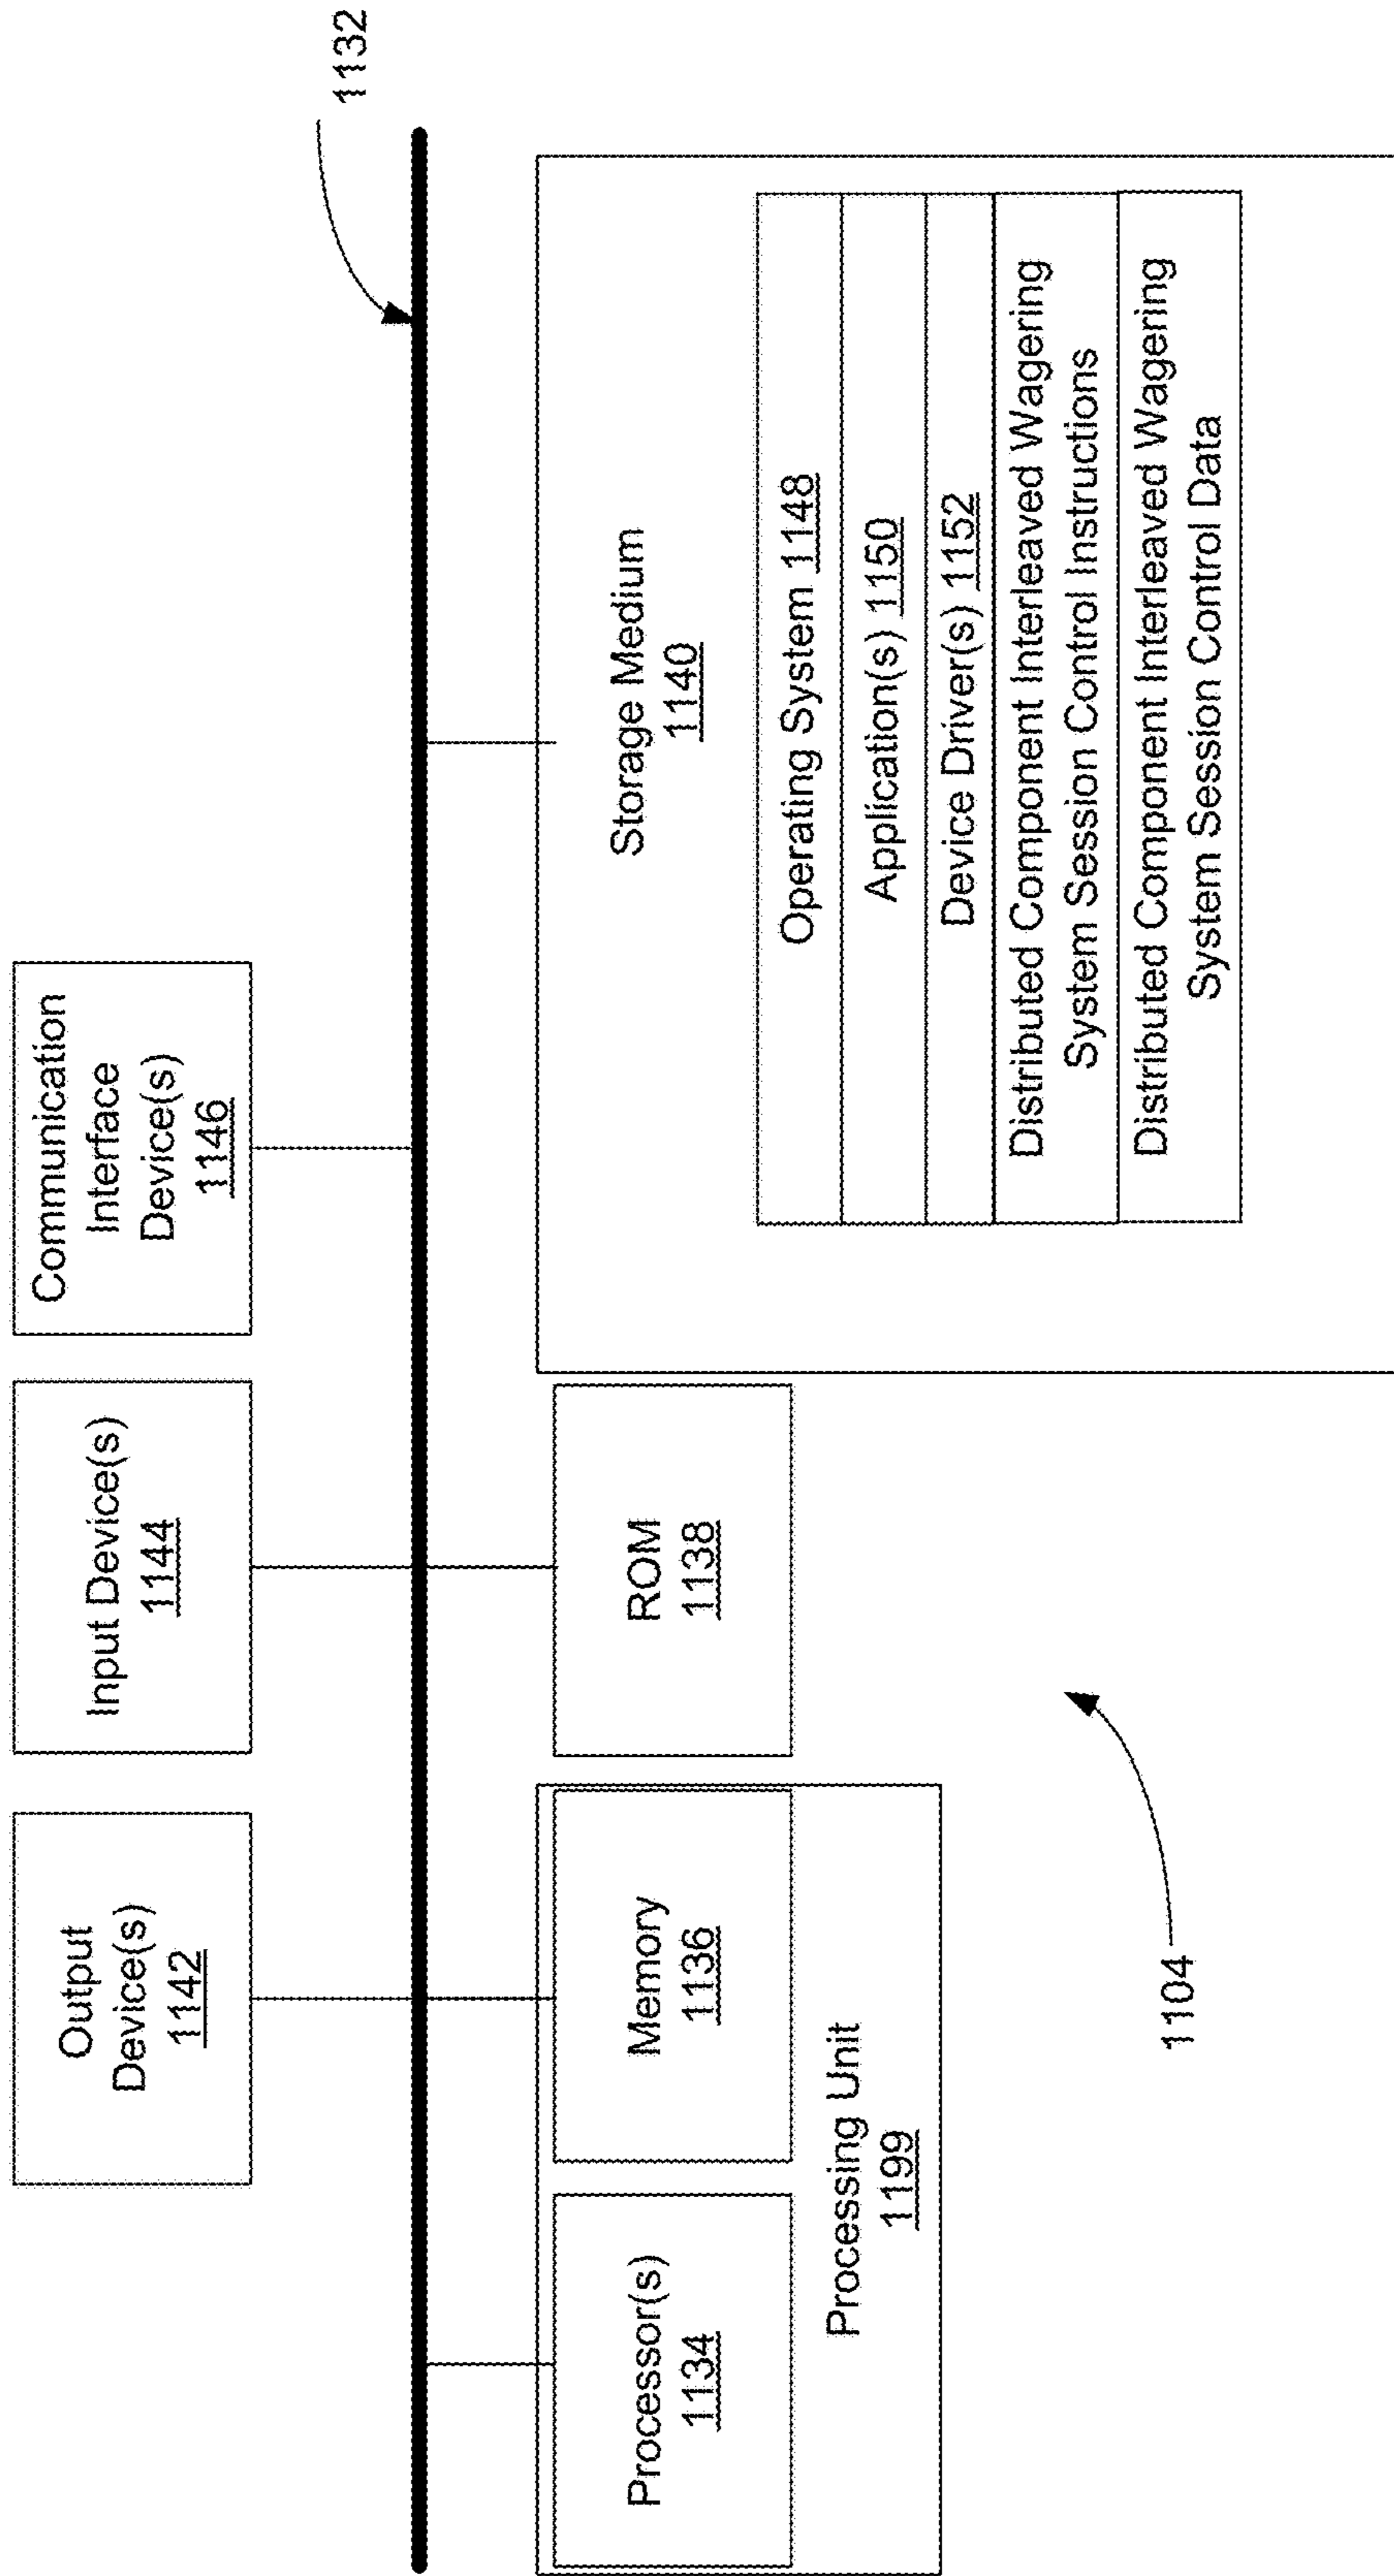 Output
Device(s)
1142
Input Device(s)
1144
Communication
Interface
Device(s)
1146
1132
Processor(s)
1134
Memory
1136
Processing Unit
1199
ROM
1138
Storage Medium
1140
Operating System 1148
Application(s) 1150
Device Driver(s) 1152
Distributed Component Interleaved Wagering
System Session Control Instructions
Distributed Component Interleaved Wagering
System Session Control Data
1104